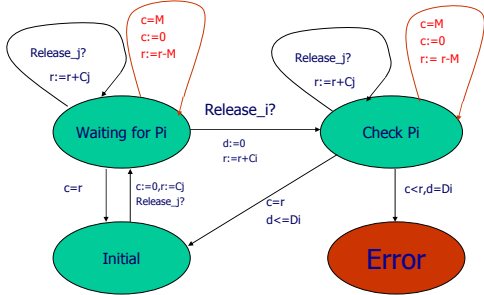 Release_j?
r:=r+Cj
c=M
c:=0
r:=r-M
Release_j?
r:=r+Cj
c=M
c:=0
r:= r-M
Waiting for Pi
Release_i?
d:=0
r:=r+Ci
Check Pi
c=r
c:=0,r:=Cj
Release_j?
c=r
d<=Di
c<r,d=Di
Initial
Error